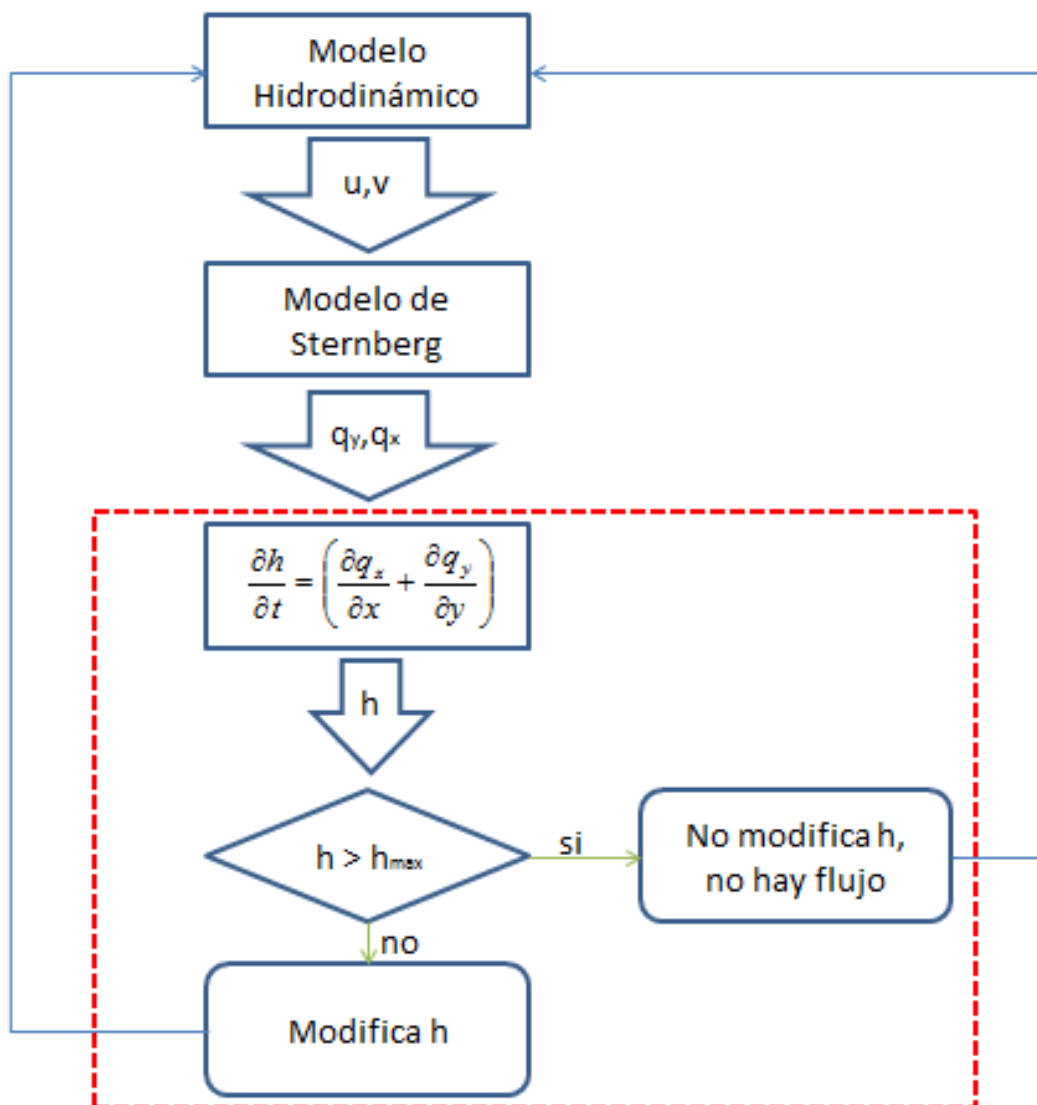 Modelo
Hidrodinámico
u,v
Modelo de
Sternberg
qy,qx
∂h/∂t = (∂qx/∂x + ∂qy/∂y)
h
h > hmax
si
No modifica h,
no hay flujo
no
Modifica h